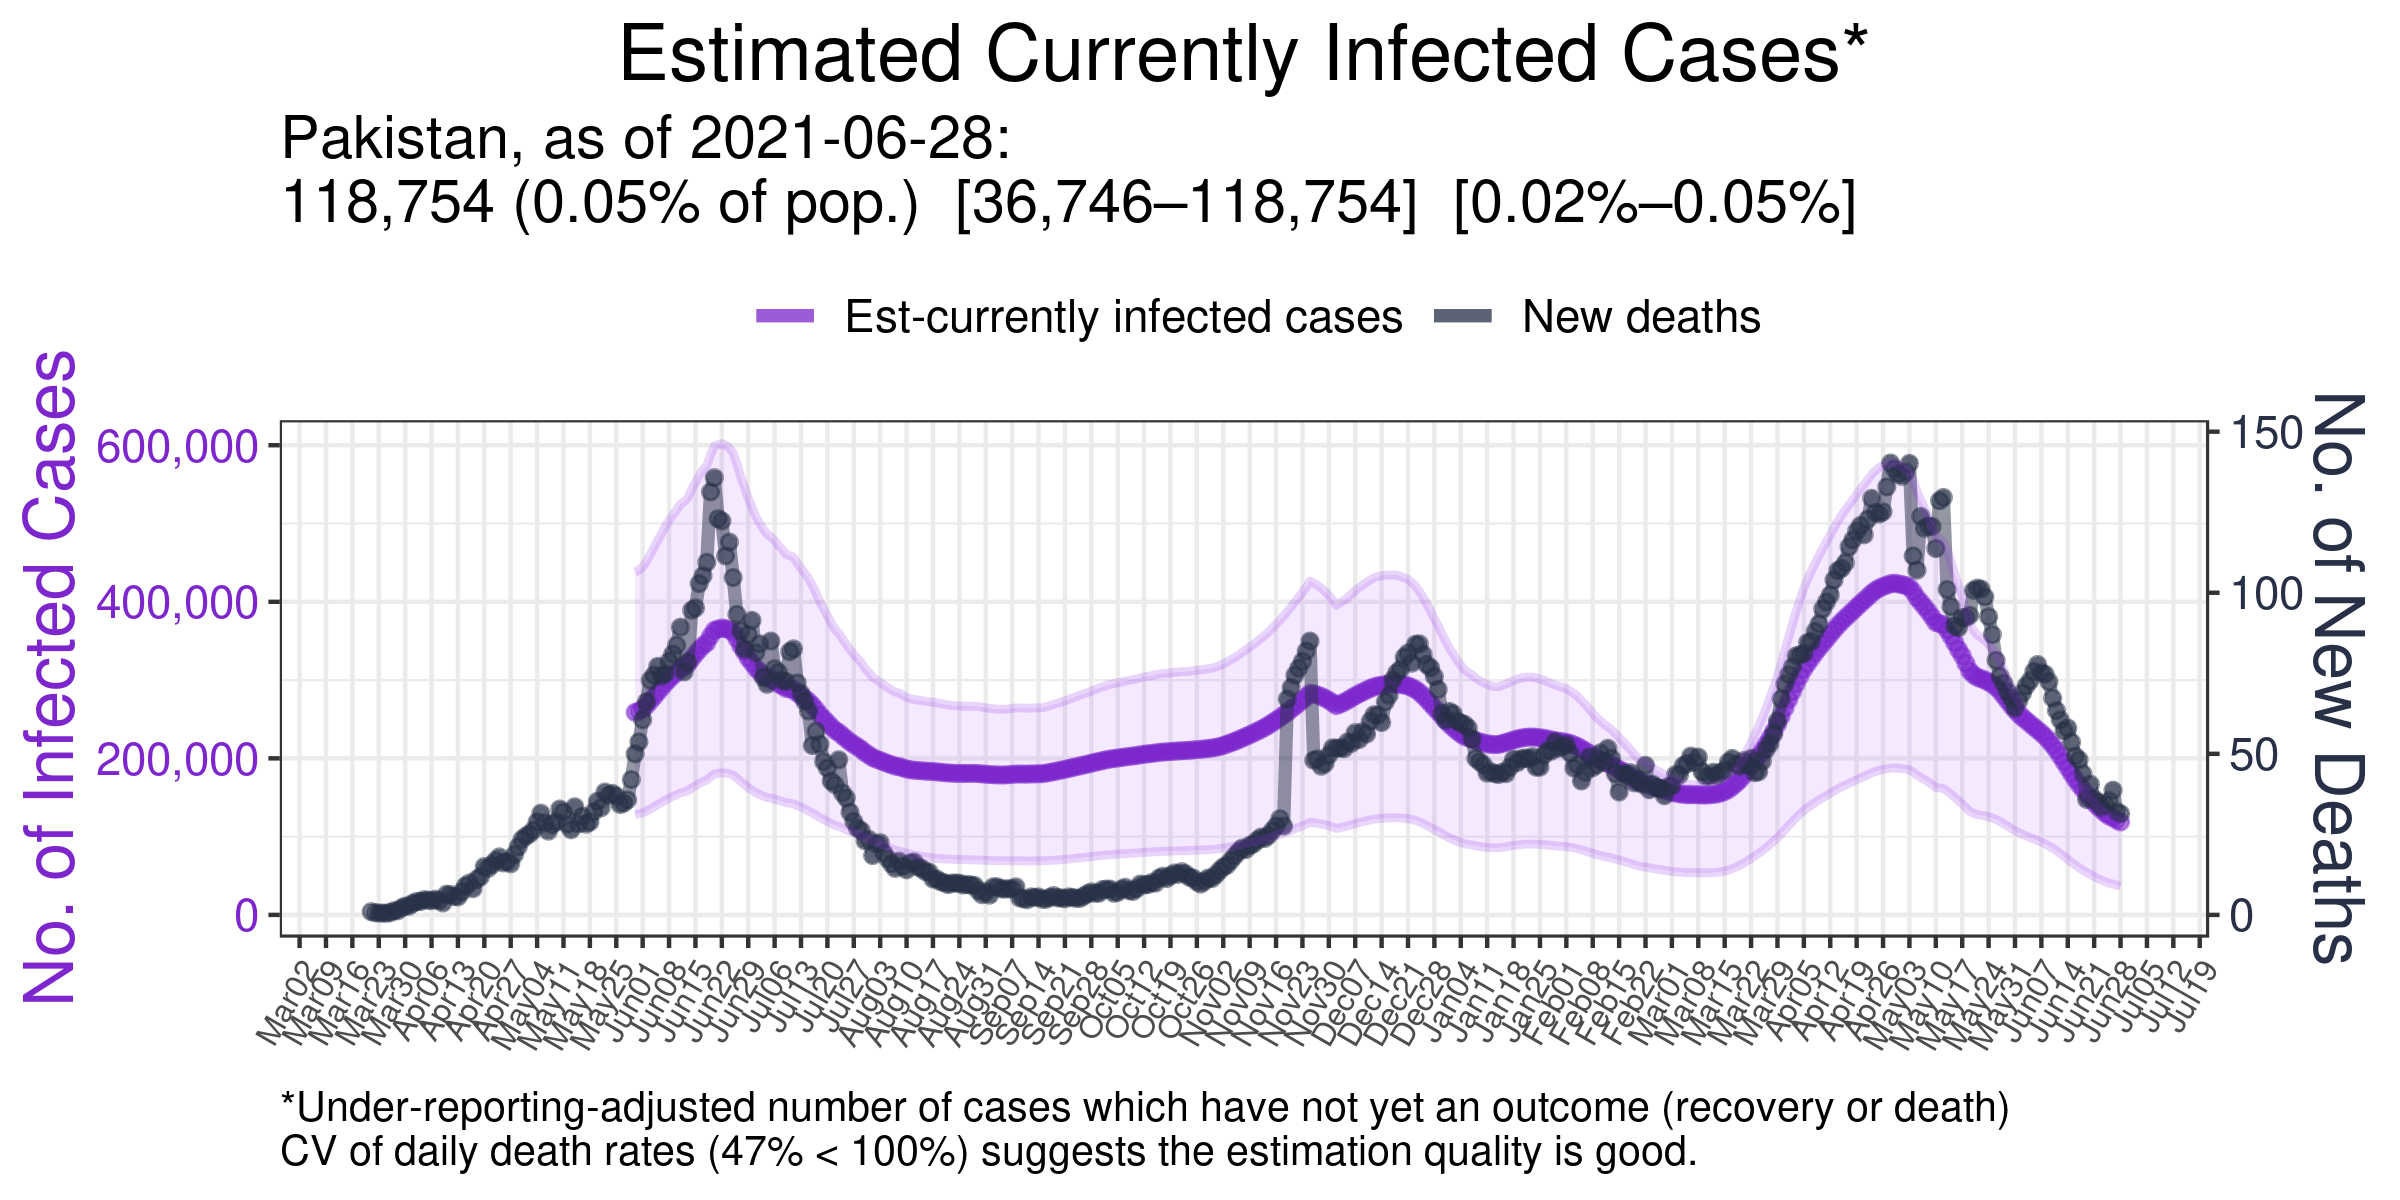 Estimated Currently Infected Cases*
Pakistan, as of 2021-06-28:
118,754 (0.05% of pop.) [36,746–118,754] [0.02%–0.05%]
Est-currently infected cases
New deaths
No. of Infected Cases
600,000
400,000
200,000
0
150
100
50
0
No. of New Deaths
Mar02
Mar09
Mar16
Mar23
Mar30
Apr06
Apr13
Apr20
Apr27
May04
May11
May18
May25
Jun01
Jun08
Jun15
Jun22
Jun29
Jul06
Jul13
Jul20
Jul27
Aug03
Aug10
Aug17
Aug24
Aug31
Sep07
Sep14
Sep21
Sep28
Oct05
Oct12
Oct19
Oct26
Nov02
Nov09
Nov16
Nov23
Nov30
Dec07
Dec14
Dec21
Dec28
Jan04
Jan11
Jan18
Jan25
Feb01
Feb08
Feb15
Feb22
Mar01
Mar08
Mar15
Mar22
Mar29
Apr05
Apr12
Apr19
Apr26
May03
May10
May17
May24
May31
Jun07
Jun14
Jun21
Jun28
Jul05
Jul12
Jul19
*Under-reporting-adjusted number of cases which have not yet an outcome (recovery or death)
CV of daily death rates (47% < 100%) suggests the estimation quality is good.